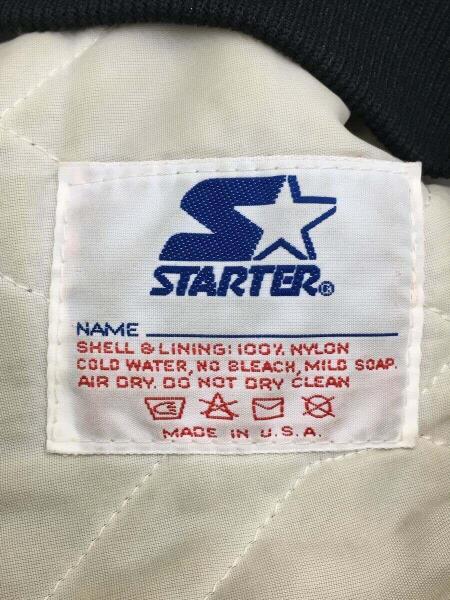 STARTER®
NAME
SHELL & LINING: 100% NYLON
COLD WATER, NO BLEACH, MILD SOAP.
AIR DRY. DO NOT DRY CLEAN
MADE IN U.S.A.